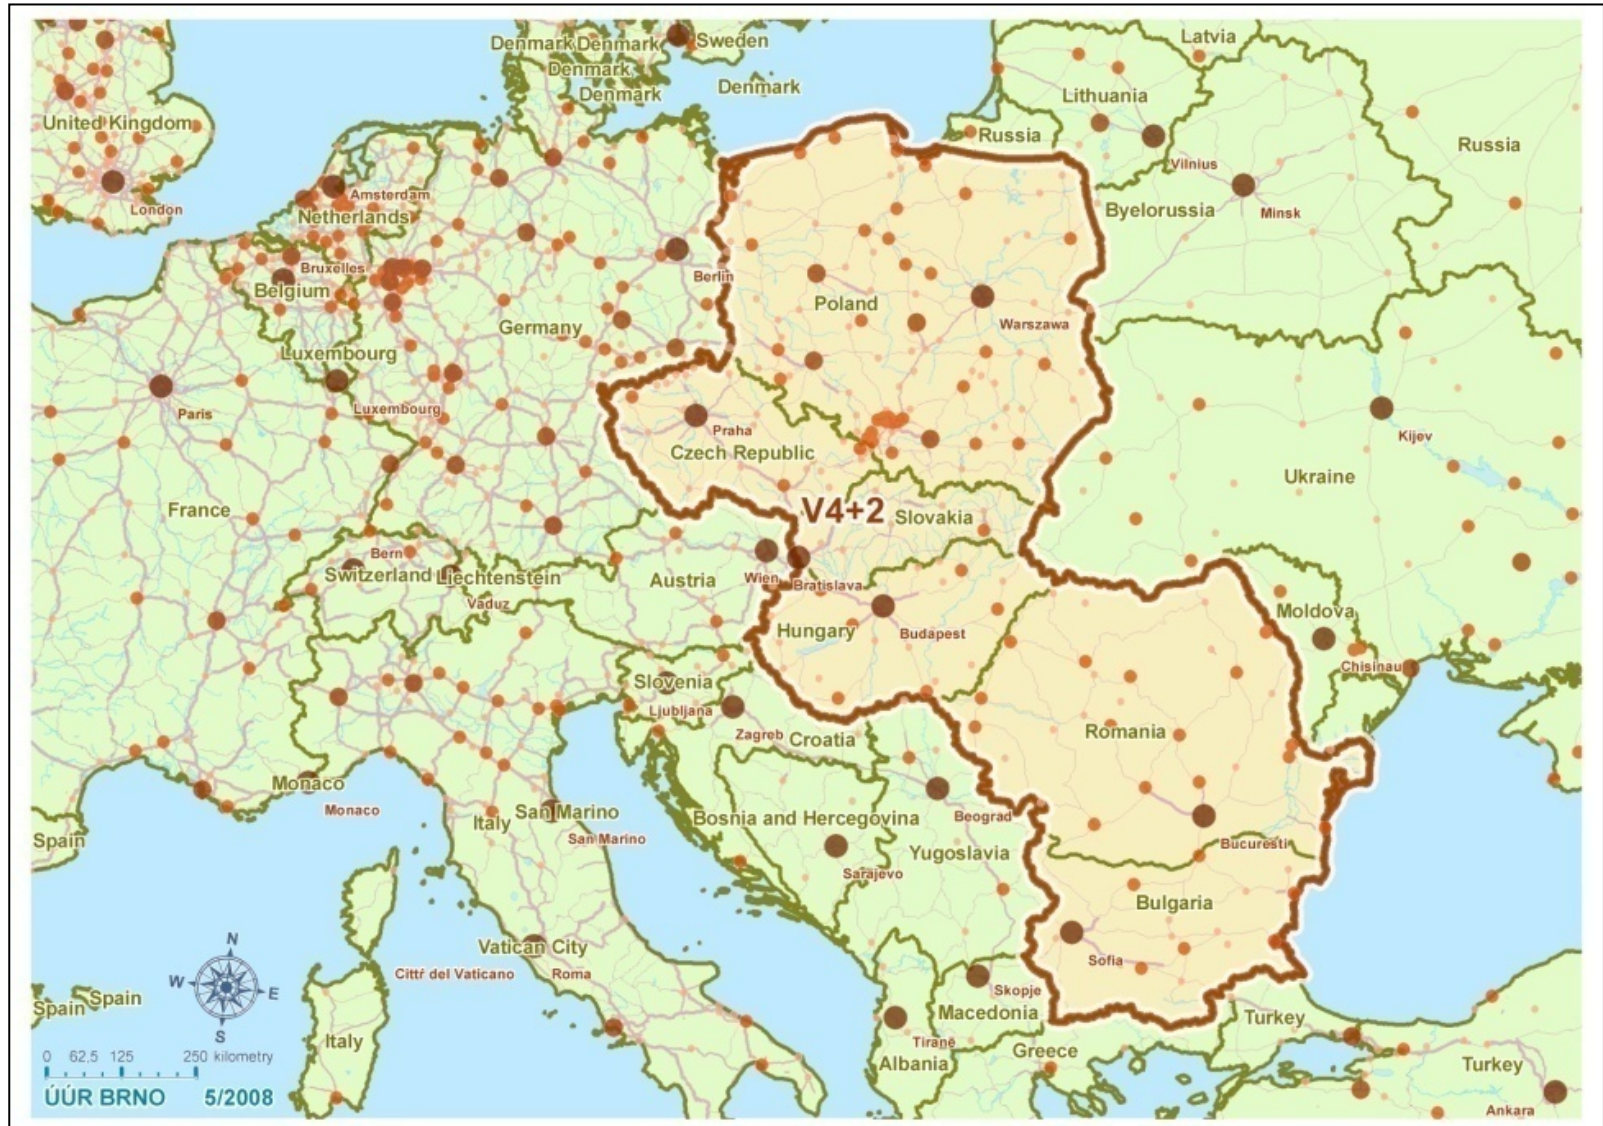 Denmark Denmark Sweden
Latvia
Denmark
Denmark
Denmark
Lithuania
United Kingdom
Russia
Russia
Vilnius
Amsterdam
London
Netherlands
Byelorussia
Minsk
Bruxelles
Berlin
Belgium
Poland
Germany
Warszawa
Luxembourg
Paris
Luxembourg
Praha
Kijev
Czech Republic
Ukraine
France
V4+2
Slovakia
Bern
Switzerland
Liechtenstein
Austria
Wien
Bratislava
Vaduz
Moldova
Hungary
Budapest
Chisinau
Slovenia
Ljubljana
Zagreb
Croatia
Romania
Monaco
Monaco
San Marino
Italy
San Marino
Bosnia and Hercegovina
Beograd
Spain
Bucuresti
Yugoslavia
Sarajevo
Bulgaria
N
Vatican City
Sofia
Cittŕ del Vaticano
Roma
W
E
Skopje
Spain
Spain
Macedonia
Turkey
S
Italy
Tiranë
Greece
Albania
Turkey
0 62,5 125 250 kilometry
ÚÚR BRNO 5/2008
Ankara